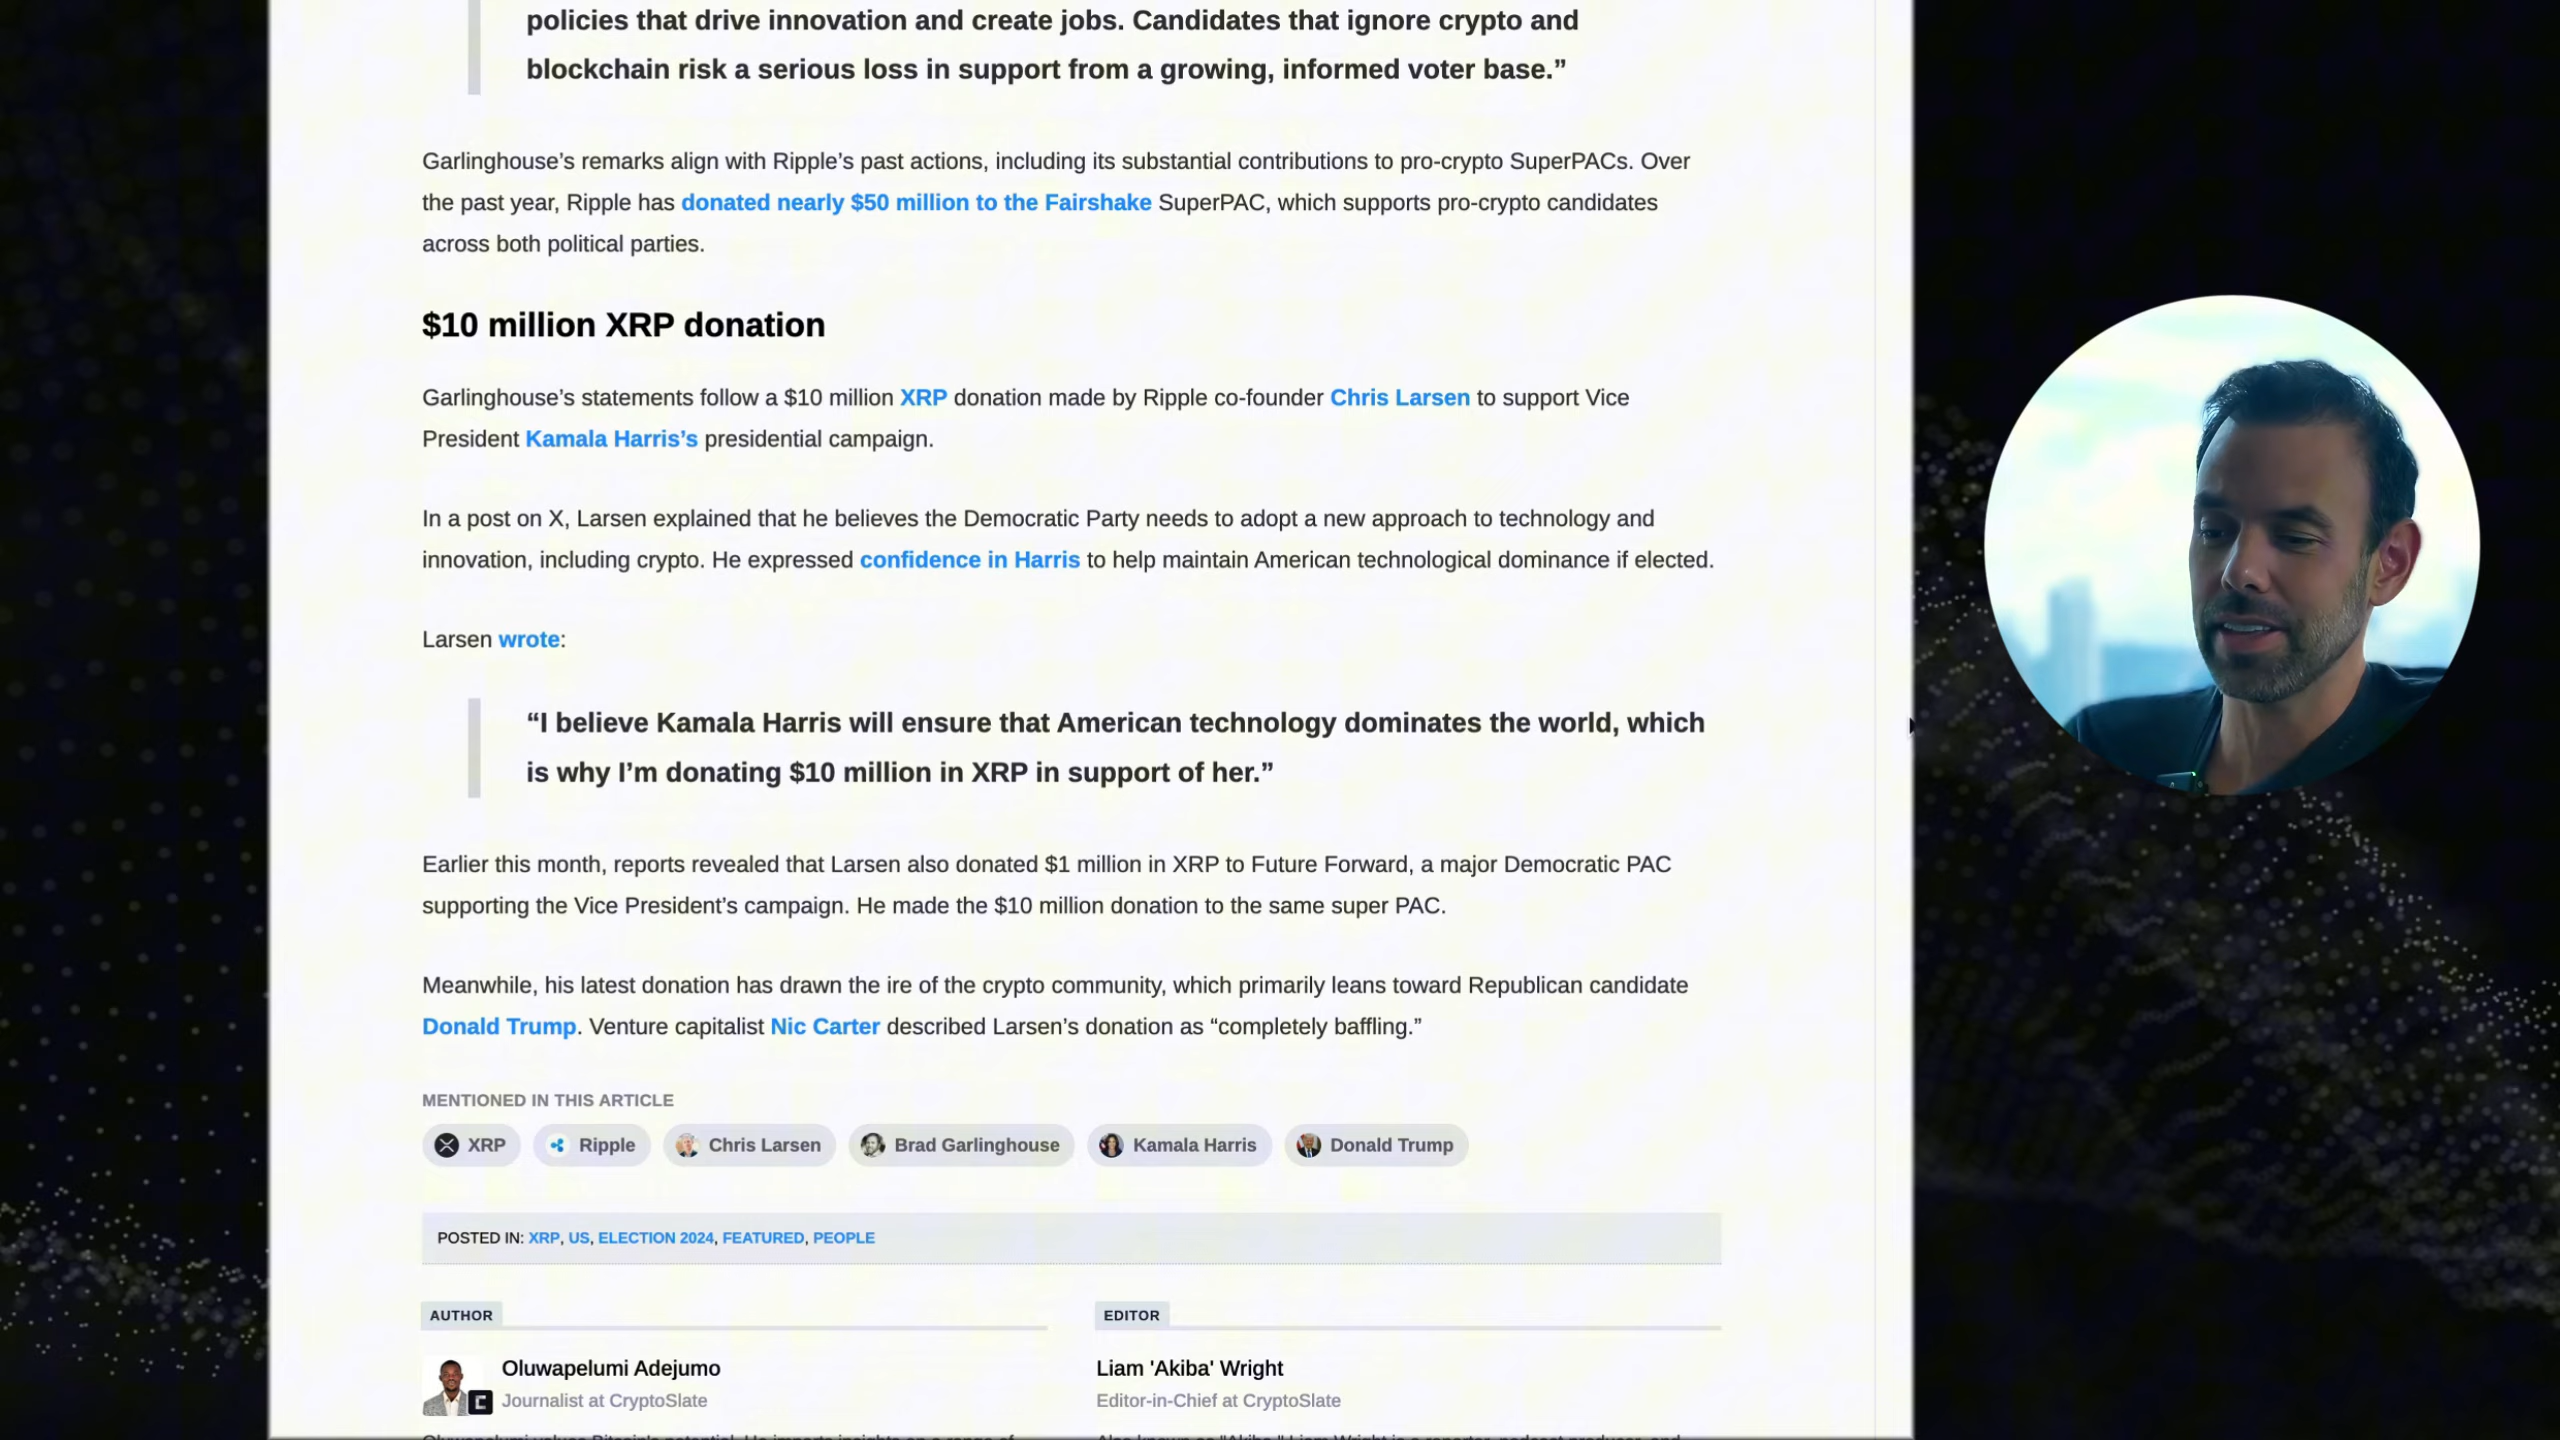 policies that drive innovation and create jobs. Candidates that ignore crypto and
blockchain risk a serious loss in support from a growing, informed voter base.”
Garlinghouse’s remarks align with Ripple’s past actions, including its substantial contributions to pro-crypto SuperPACs. Over
the past year, Ripple has donated nearly $50 million to the Fairshake SuperPAC, which supports pro-crypto candidates
across both political parties.
$10 million XRP donation
Garlinghouse’s statements follow a $10 million XRP donation made by Ripple co-founder Chris Larsen to support Vice
President Kamala Harris’s presidential campaign.
In a post on X, Larsen explained that he believes the Democratic Party needs to adopt a new approach to technology and
innovation, including crypto. He expressed confidence in Harris to help maintain American technological dominance if elected.
Larsen wrote:
“I believe Kamala Harris will ensure that American technology dominates the world, which
is why I’m donating $10 million in XRP in support of her.”
Earlier this month, reports revealed that Larsen also donated $1 million in XRP to Future Forward, a major Democratic PAC
supporting the Vice President’s campaign. He made the $10 million donation to the same super PAC.
Meanwhile, his latest donation has drawn the ire of the crypto community, which primarily leans toward Republican candidate
Donald Trump. Venture capitalist Nic Carter described Larsen’s donation as “completely baffling.”
MENTIONED IN THIS ARTICLE
XRP Ripple Chris Larsen Brad Garlinghouse Kamala Harris Donald Trump
POSTED IN: XRP, US, ELECTION 2024, FEATURED, PEOPLE
AUTHOR
Oluwapelumi Adejumo
Journalist at CryptoSlate
EDITOR
Liam 'Akiba' Wright
Editor-in-Chief at CryptoSlate